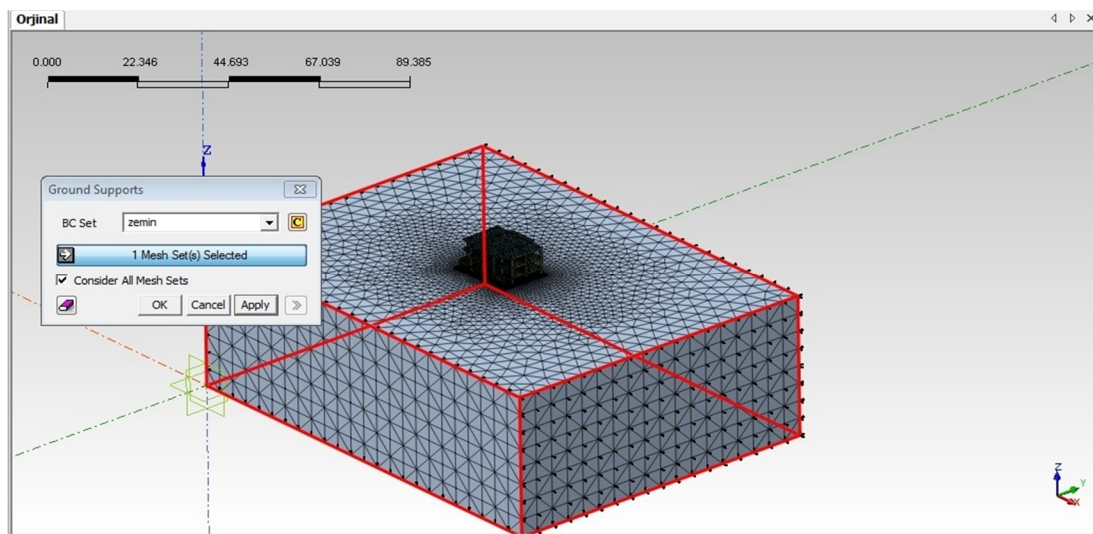 Orjinal
0.000 22.346 44.693 67.039 89.385
Z
Ground Supports
BC Set zemin C
1 Mesh Set(s) Selected
Consider All Mesh Sets
OK Cancel Apply
Z
Y
X